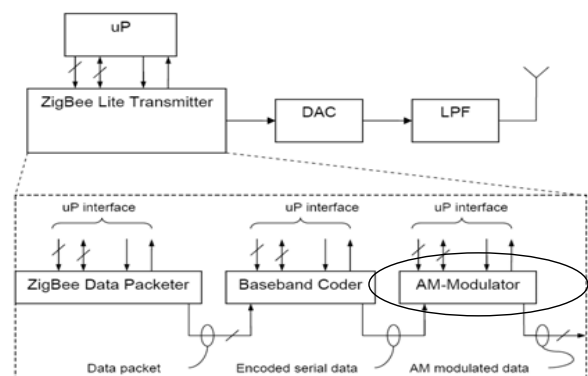 uP
ZigBee Lite Transmitter
DAC
LPF
uP interface
uP interface
uP interface
ZigBee Data Packeter
Baseband Coder
AM-Modulator
Data packet
Encoded serial data
AM modulated data